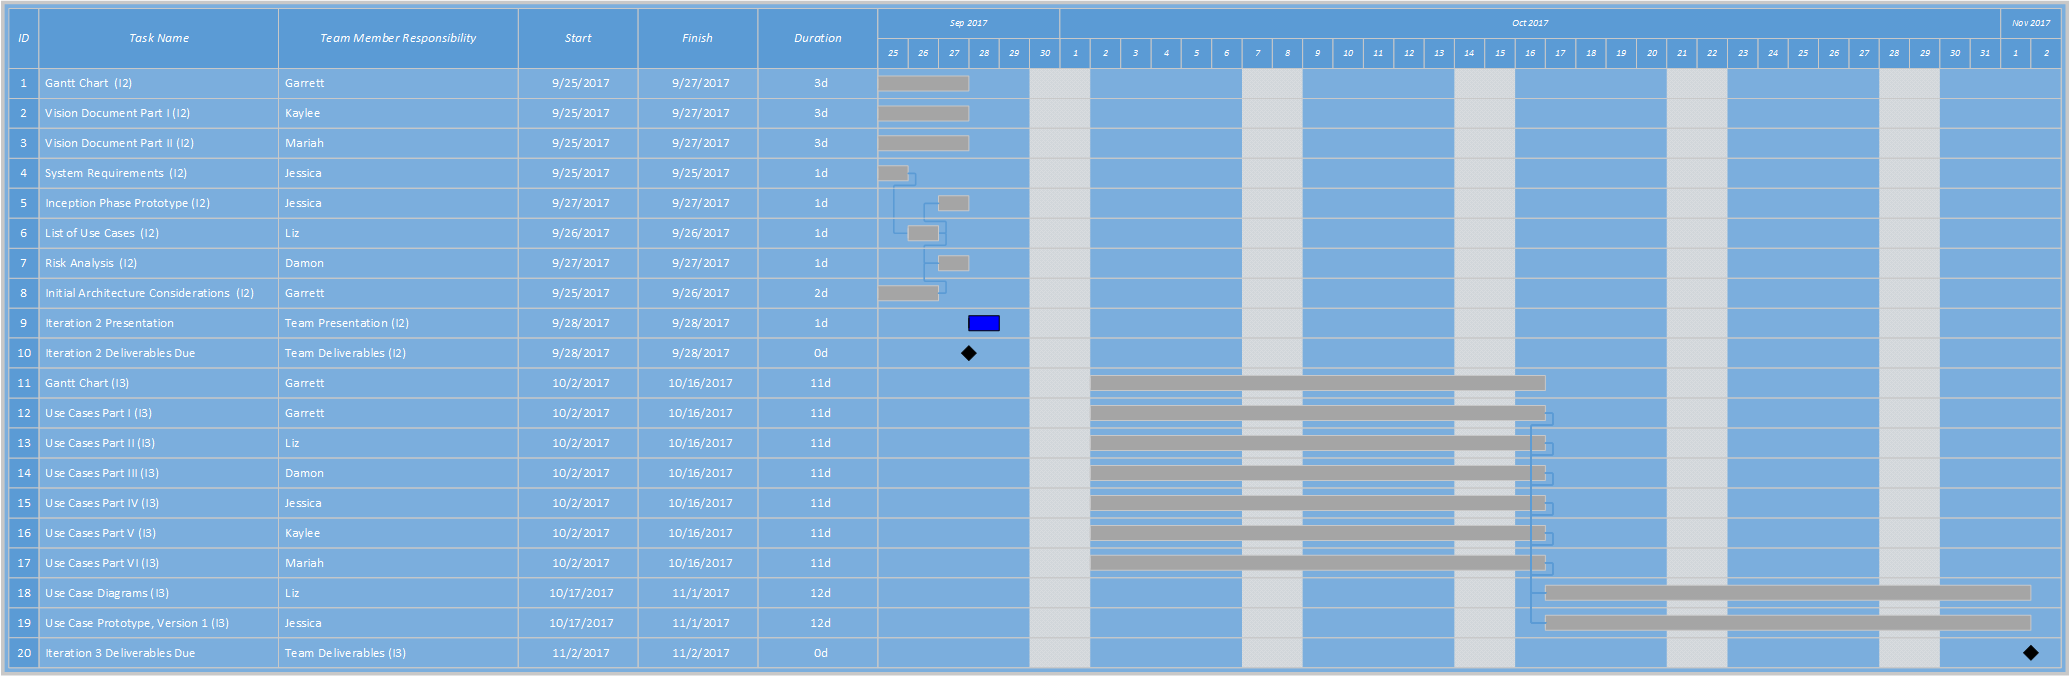 ID Task Name Team Member Responsibility Start Finish Duration Sep 2017 Oct 2017 Nov 2017
25 26 27 28 29 30 1 2 3 4 5 6 7 8 9 10 11 12 13 14 15 16 17 18 19 20 21 22 23 24 25 26 27 28 29 30 31 1 2
1 Gantt Chart (I2) Garrett 9/25/2017 9/27/2017 3d
2 Vision Document Part I (I2) Kaylee 9/25/2017 9/27/2017 3d
3 Vision Document Part II (I2) Mariah 9/25/2017 9/27/2017 3d
4 System Requirements (I2) Jessica 9/25/2017 9/25/2017 1d
5 Inception Phase Prototype (I2) Jessica 9/27/2017 9/27/2017 1d
6 List of Use Cases (I2) Liz 9/26/2017 9/26/2017 1d
7 Risk Analysis (I2) Damon 9/27/2017 9/27/2017 1d
8 Initial Architecture Considerations (I2) Garrett 9/25/2017 9/26/2017 2d
9 Iteration 2 Presentation Team Presentation (I2) 9/28/2017 9/28/2017 1d
10 Iteration 2 Deliverables Due Team Deliverables (I2) 9/28/2017 9/28/2017 0d
11 Gantt Chart (I3) Garrett 10/2/2017 10/16/2017 11d
12 Use Cases Part I (I3) Garrett 10/2/2017 10/16/2017 11d
13 Use Cases Part II (I3) Liz 10/2/2017 10/16/2017 11d
14 Use Cases Part III (I3) Damon 10/2/2017 10/16/2017 11d
15 Use Cases Part IV (I3) Jessica 10/2/2017 10/16/2017 11d
16 Use Cases Part V (I3) Kaylee 10/2/2017 10/16/2017 11d
17 Use Cases Part VI (I3) Mariah 10/2/2017 10/16/2017 11d
18 Use Case Diagrams (I3) Liz 10/17/2017 11/1/2017 12d
19 Use Case Prototype, Version 1 (I3) Jessica 10/17/2017 11/1/2017 12d
20 Iteration 3 Deliverables Due Team Deliverables (I3) 11/2/2017 11/2/2017 0d